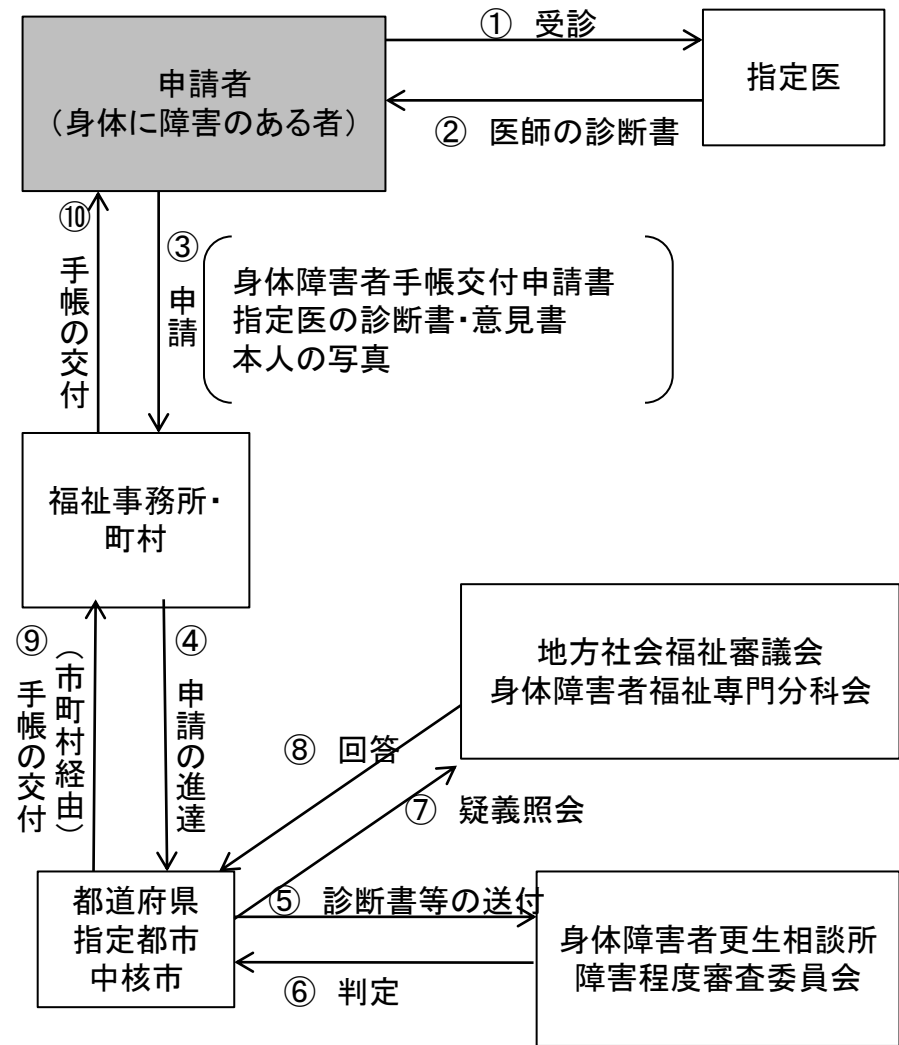 ① 受診
申請者
（身体に障害のある者）
指定医
② 医師の診断書
⑩ 手帳の交付
③ 申請
身体障害者手帳交付申請書
指定医の診断書・意見書
本人の写真
福祉事務所・
町村
⑨ 手帳の交付
（市町村経由）
④ 申請の進達
地方社会福祉審議会
身体障害者福祉専門分科会
⑧ 回答
⑦ 疑義照会
都道府県
指定都市
中核市
⑤ 診断書等の送付
身体障害者更生相談所
障害程度審査委員会
⑥ 判定